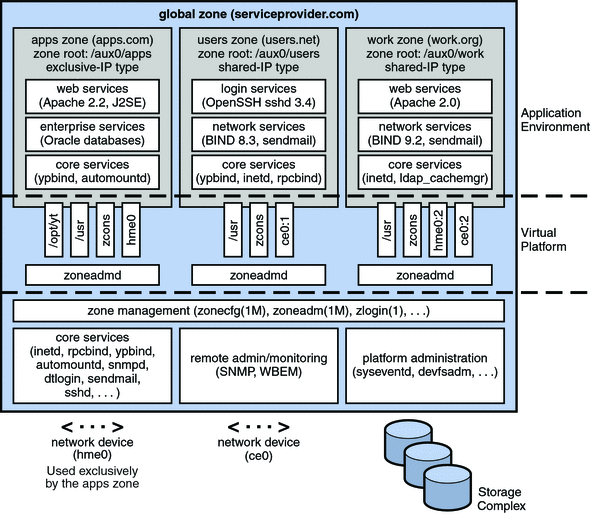 global zone (serviceprovider.com)
apps zone (apps.com)
zone root: /aux0/apps
exclusive-IP type
web services
(Apache 2.2, J2SE)
enterprise services
(Oracle databases)
core services
(ypbind, automountd)
users zone (users.net)
zone root: /aux0/users
shared-IP type
login services
(OpenSSH sshd 3.4)
network services
(BIND 8.3, sendmail)
core services
(ypbind, inetd, rpcbind)
work zone (work.org)
zone root: /aux0/work
shared-IP type
web services
(Apache 2.0)
network services
(BIND 9.2, sendmail)
core services
(inetd, ldap_cachemgr)
Application
Environment
/opt/yt
/usr
zcons
hme0
zoneadmd
/usr
zcons
ce0:1
zoneadmd
/usr
zcons
hme0:2
ce0:2
zoneadmd
Virtual
Platform
zone management (zonecfg(1M), zoneadm(1M), zlogin(1), . . .)
core services
(inetd, rpcbind, ypbind,
automountd, snmpd,
dtlogin, sendmail,
sshd, . . . )
remote admin/monitoring
(SNMP, WBEM)
platform administration
(syseventd, devfsadm, . . .)
network device
(hme0)
Used exclusively
by the apps zone
network device
(ce0)
Storage
Complex